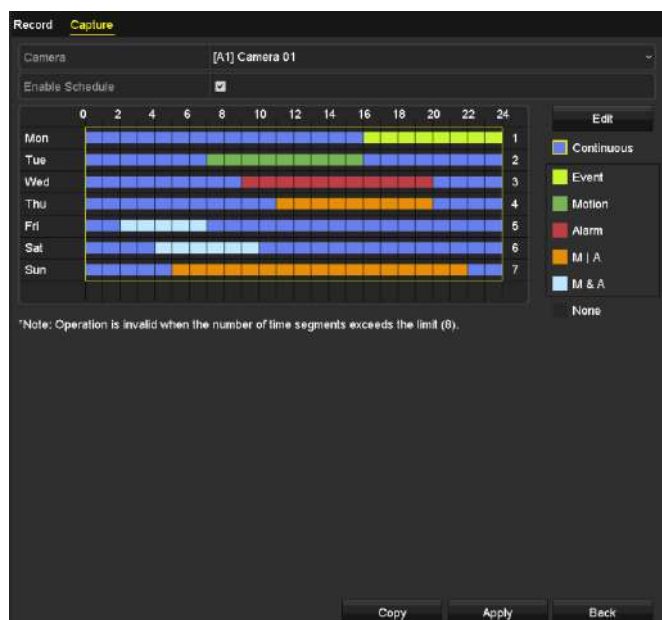 Record Capture
Camera [A1] Camera 01
Enable Schedule
0 2 4 6 8 10 12 14 16 18 20 22 24
Edit
Mon 1
Continuous
Tue 2
Event
Wed 3
Motion
Thu 4
Alarm
Fri 5
M | A
Sat 6
M & A
Sun 7
None
*Note: Operation is invalid when the number of time segments exceeds the limit (8).
Copy Apply Back